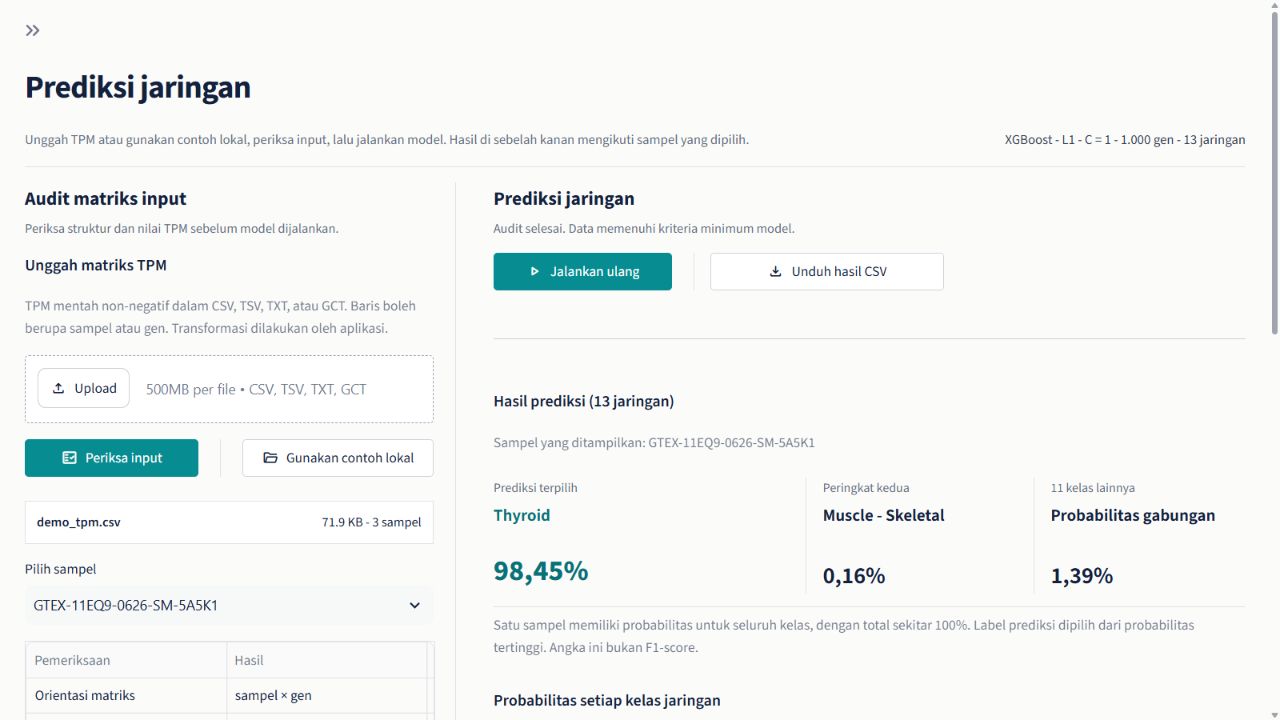 Prediksi jaringan
Unggah TPM atau gunakan contoh lokal, periksa input, lalu jalankan model. Hasil di sebelah kanan mengikuti sampel yang dipilih.
XGBoost - L1 - C = 1 - 1.000 gen - 13 jaringan
Audit matriks input
Periksa struktur dan nilai TPM sebelum model dijalankan.
Unggah matriks TPM
TPM mentah non-negatif dalam CSV, TSV, TXT, atau GCT. Baris boleh
berupa sampel atau gen. Transformasi dilakukan oleh aplikasi.
Upload
500MB per file • CSV, TSV, TXT, GCT
Periksa input
Gunakan contoh lokal
demo_tpm.csv
71.9 KB - 3 sampel
Pilih sampel
GTEX-11EQ9-0626-SM-5A5K1
Pemeriksaan
Hasil
Orientasi matriks
sampel × gen
Prediksi jaringan
Audit selesai. Data memenuhi kriteria minimum model.
Jalankan ulang
Unduh hasil CSV
Hasil prediksi (13 jaringan)
Sampel yang ditampilkan: GTEX-11EQ9-0626-SM-5A5K1
Prediksi terpilih
Thyroid
98,45%
Peringkat kedua
Muscle - Skeletal
0,16%
11 kelas lainnya
Probabilitas gabungan
1,39%
Satu sampel memiliki probabilitas untuk seluruh kelas, dengan total sekitar 100%. Label prediksi dipilih dari probabilitas
tertinggi. Angka ini bukan F1-score.
Probabilitas setiap kelas jaringan